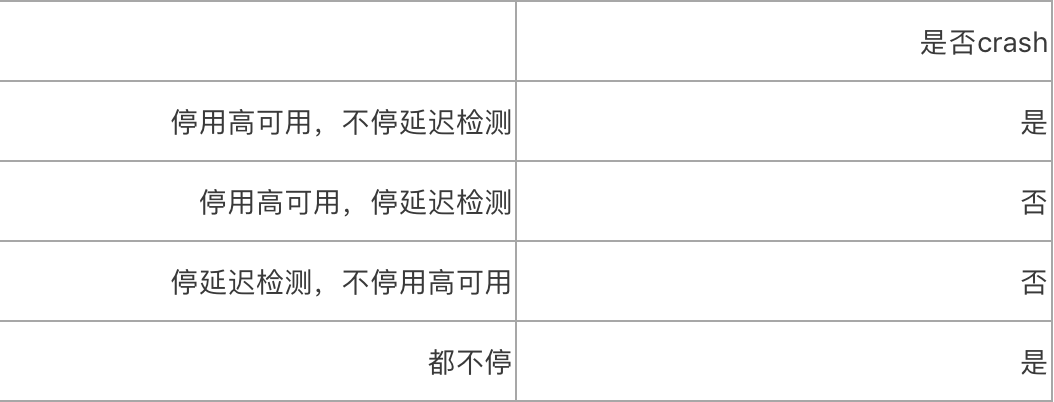 是否crash
停用高可用，不停延迟检测 是
停用高可用，停延迟检测 否
停延迟检测，不停用高可用 否
都不停 是